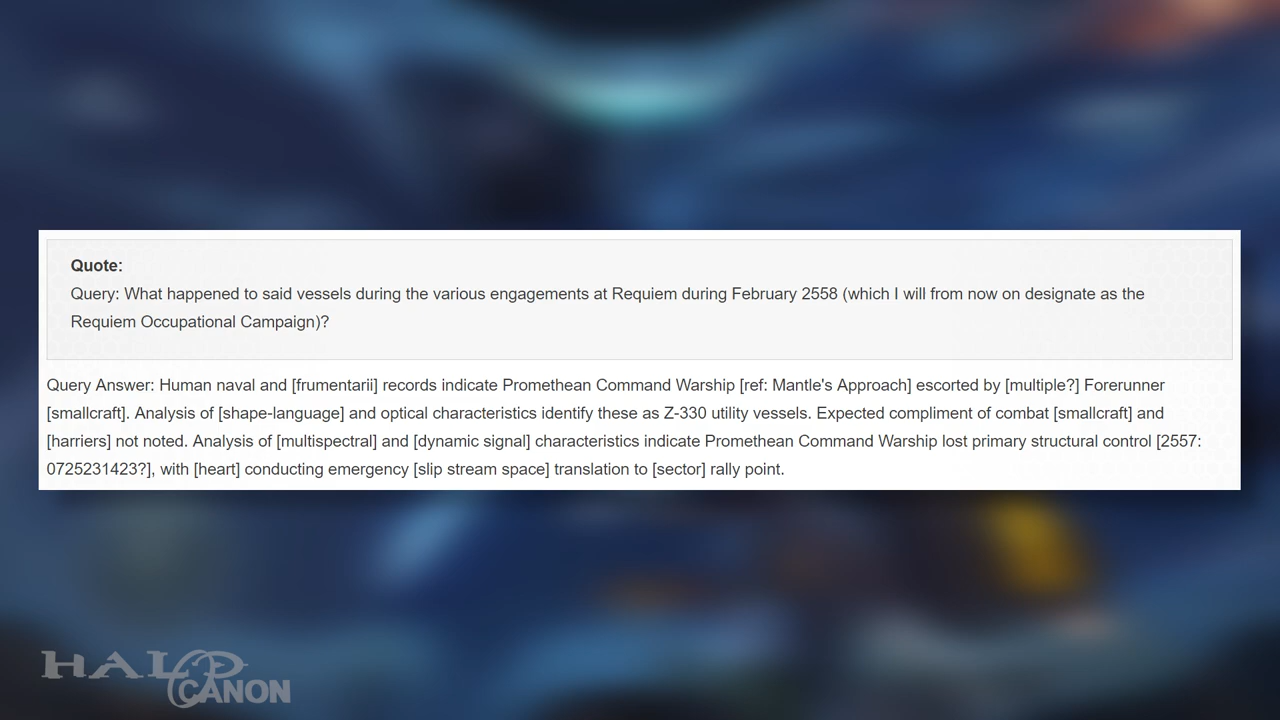 Quote:
Query: What happened to said vessels during the various engagements at Requiem during February 2558 (which I will from now on designate as the
Requiem Occupational Campaign)?
Query Answer: Human naval and [frumentarii] records indicate Promethean Command Warship [ref: Mantle's Approach] escorted by [multiple?] Forerunner
[smallcraft]. Analysis of [shape-language] and optical characteristics identify these as Z-330 utility vessels. Expected compliment of combat [smallcraft] and
[harriers] not noted. Analysis of [multispectral] and [dynamic signal] characteristics indicate Promethean Command Warship lost primary structural control [2557:
0725231423?], with [heart] conducting emergency [slip stream space] translation to [sector] rally point.
HALO
CANON